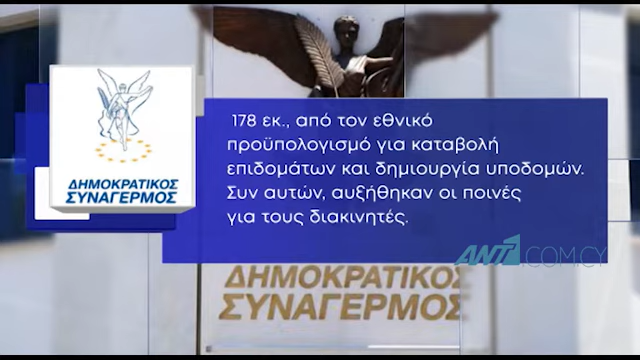 178 εκ., από τον εθνικό
προϋπολογισμό για καταβολή
επιδομάτων και δημιουργία υποδομών.
Συν αυτών, αυξήθηκαν οι ποινές
για τους διακινητές.
ΔΗΜΟΚΡΑΤΙΚΟΣ
ΣΥΝΑΓΕΡΜΟΣ
ANT1.COM.CY
ΔΗΜΟΚΡΑΤΙΚΟΣ
ΣΥΝΑΓΕΡΜΟΣ